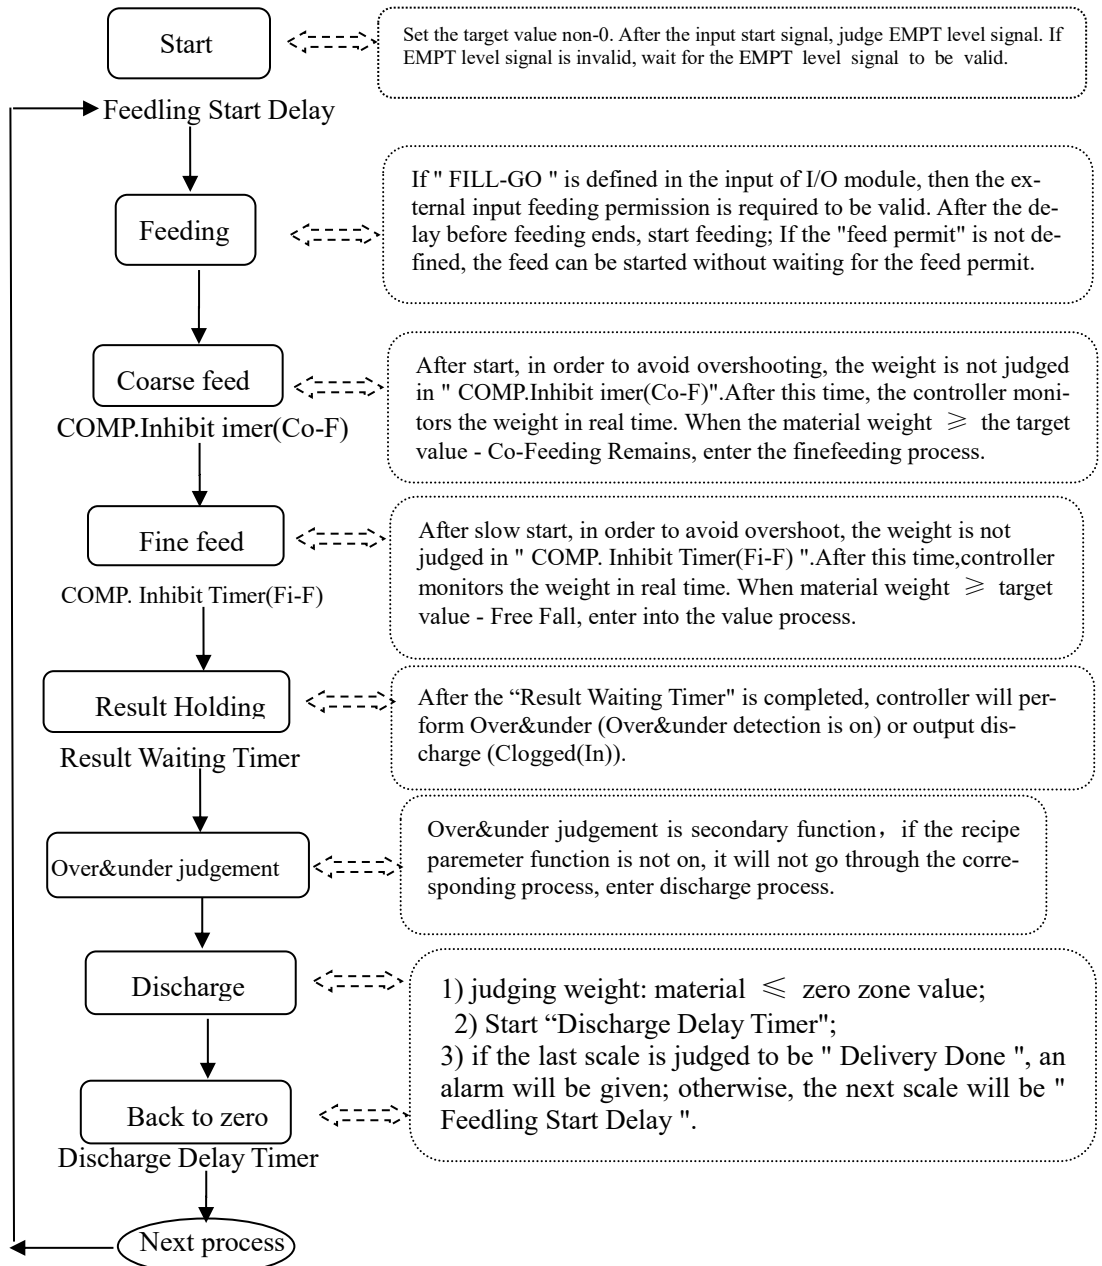 Start
Set the target value non-0. After the input start signal, judge EMPT level signal. If
EMPT level signal is invalid, wait for the EMPT level signal to be valid.
Feedling Start Delay
Feeding
If " FILL-GO " is defined in the input of I/O module, then the ex-
ternal input feeding permission is required to be valid. After the de-
lay before feeding ends, start feeding; If the "feed permit" is not de-
fined, the feed can be started without waiting for the feed permit.
Coarse feed
COMP.Inhibit imer(Co-F)
After start, in order to avoid overshooting, the weight is not judged
in " COMP.Inhibit imer(Co-F)".After this time, the controller moni-
tors the weight in real time. When the material weight ≥ the target
value - Co-Feeding Remains, enter the finefeeding process.
Fine feed
COMP. Inhibit Timer(Fi-F)
After slow start, in order to avoid overshoot, the weight is not
judged in " COMP. Inhibit Timer(Fi-F) ".After this time,controller
monitors the weight in real time. When material weight ≥ target
value - Free Fall, enter into the value process.
Result Holding
Result Waiting Timer
After the “Result Waiting Timer" is completed, controller will per-
form Over&under (Over&under detection is on) or output dis-
charge (Clogged(In)).
Over&under judgement
Over&under judgement is secondary function，if the recipe
paremeter function is not on, it will not go through the corre-
sponding process, enter discharge process.
Discharge
1) judging weight: material ≤ zero zone value;
2) Start “Discharge Delay Timer";
3) if the last scale is judged to be " Delivery Done ", an
alarm will be given; otherwise, the next scale will be "
Feedling Start Delay ".
Back to zero
Discharge Delay Timer
Next process